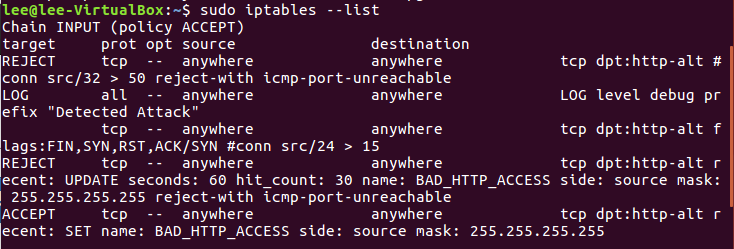 lee@lee-VirtualBox:~$ sudo iptables --list
Chain INPUT (policy ACCEPT)
target prot opt source destination
REJECT tcp -- anywhere anywhere tcp dpt:http-alt #
conn src/32 > 50 reject-with icmp-port-unreachable
LOG all -- anywhere anywhere LOG level debug pr
efix "Detected Attack"
tcp -- anywhere anywhere tcp dpt:http-alt f
lags:FIN,SYN,RST,ACK/SYN #conn src/24 > 15
REJECT tcp -- anywhere anywhere tcp dpt:http-alt r
ecent: UPDATE seconds: 60 hit_count: 30 name: BAD_HTTP_ACCESS side: source mask:
255.255.255.255 reject-with icmp-port-unreachable
ACCEPT tcp -- anywhere anywhere tcp dpt:http-alt r
ecent: SET name: BAD_HTTP_ACCESS side: source mask: 255.255.255.255